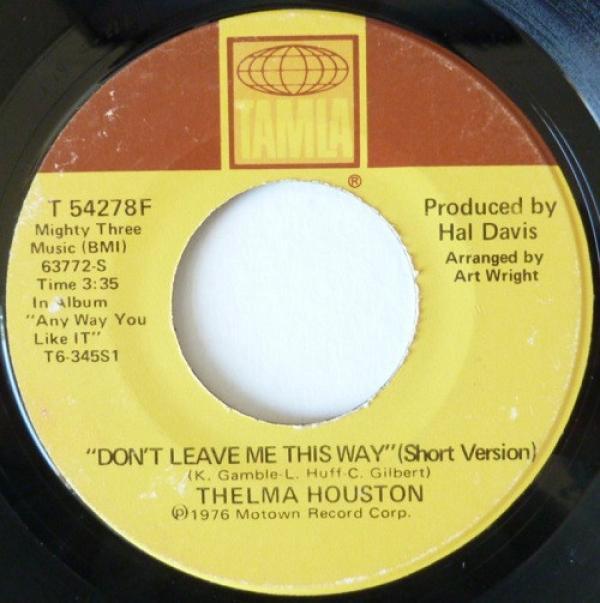 TAMLA
®
T 54278F
Mighty Three
Music (BMI)
63772-S
Time 3:35
In Album
"Any Way You
Like IT"
T6-345S1
Produced by
Hal Davis
Arranged by
Art Wright
"DON'T LEAVE ME THIS WAY" (Short Version)
(K. Gamble-L. Huff-C. Gilbert)
THELMA HOUSTON
℗1976 Motown Record Corp.